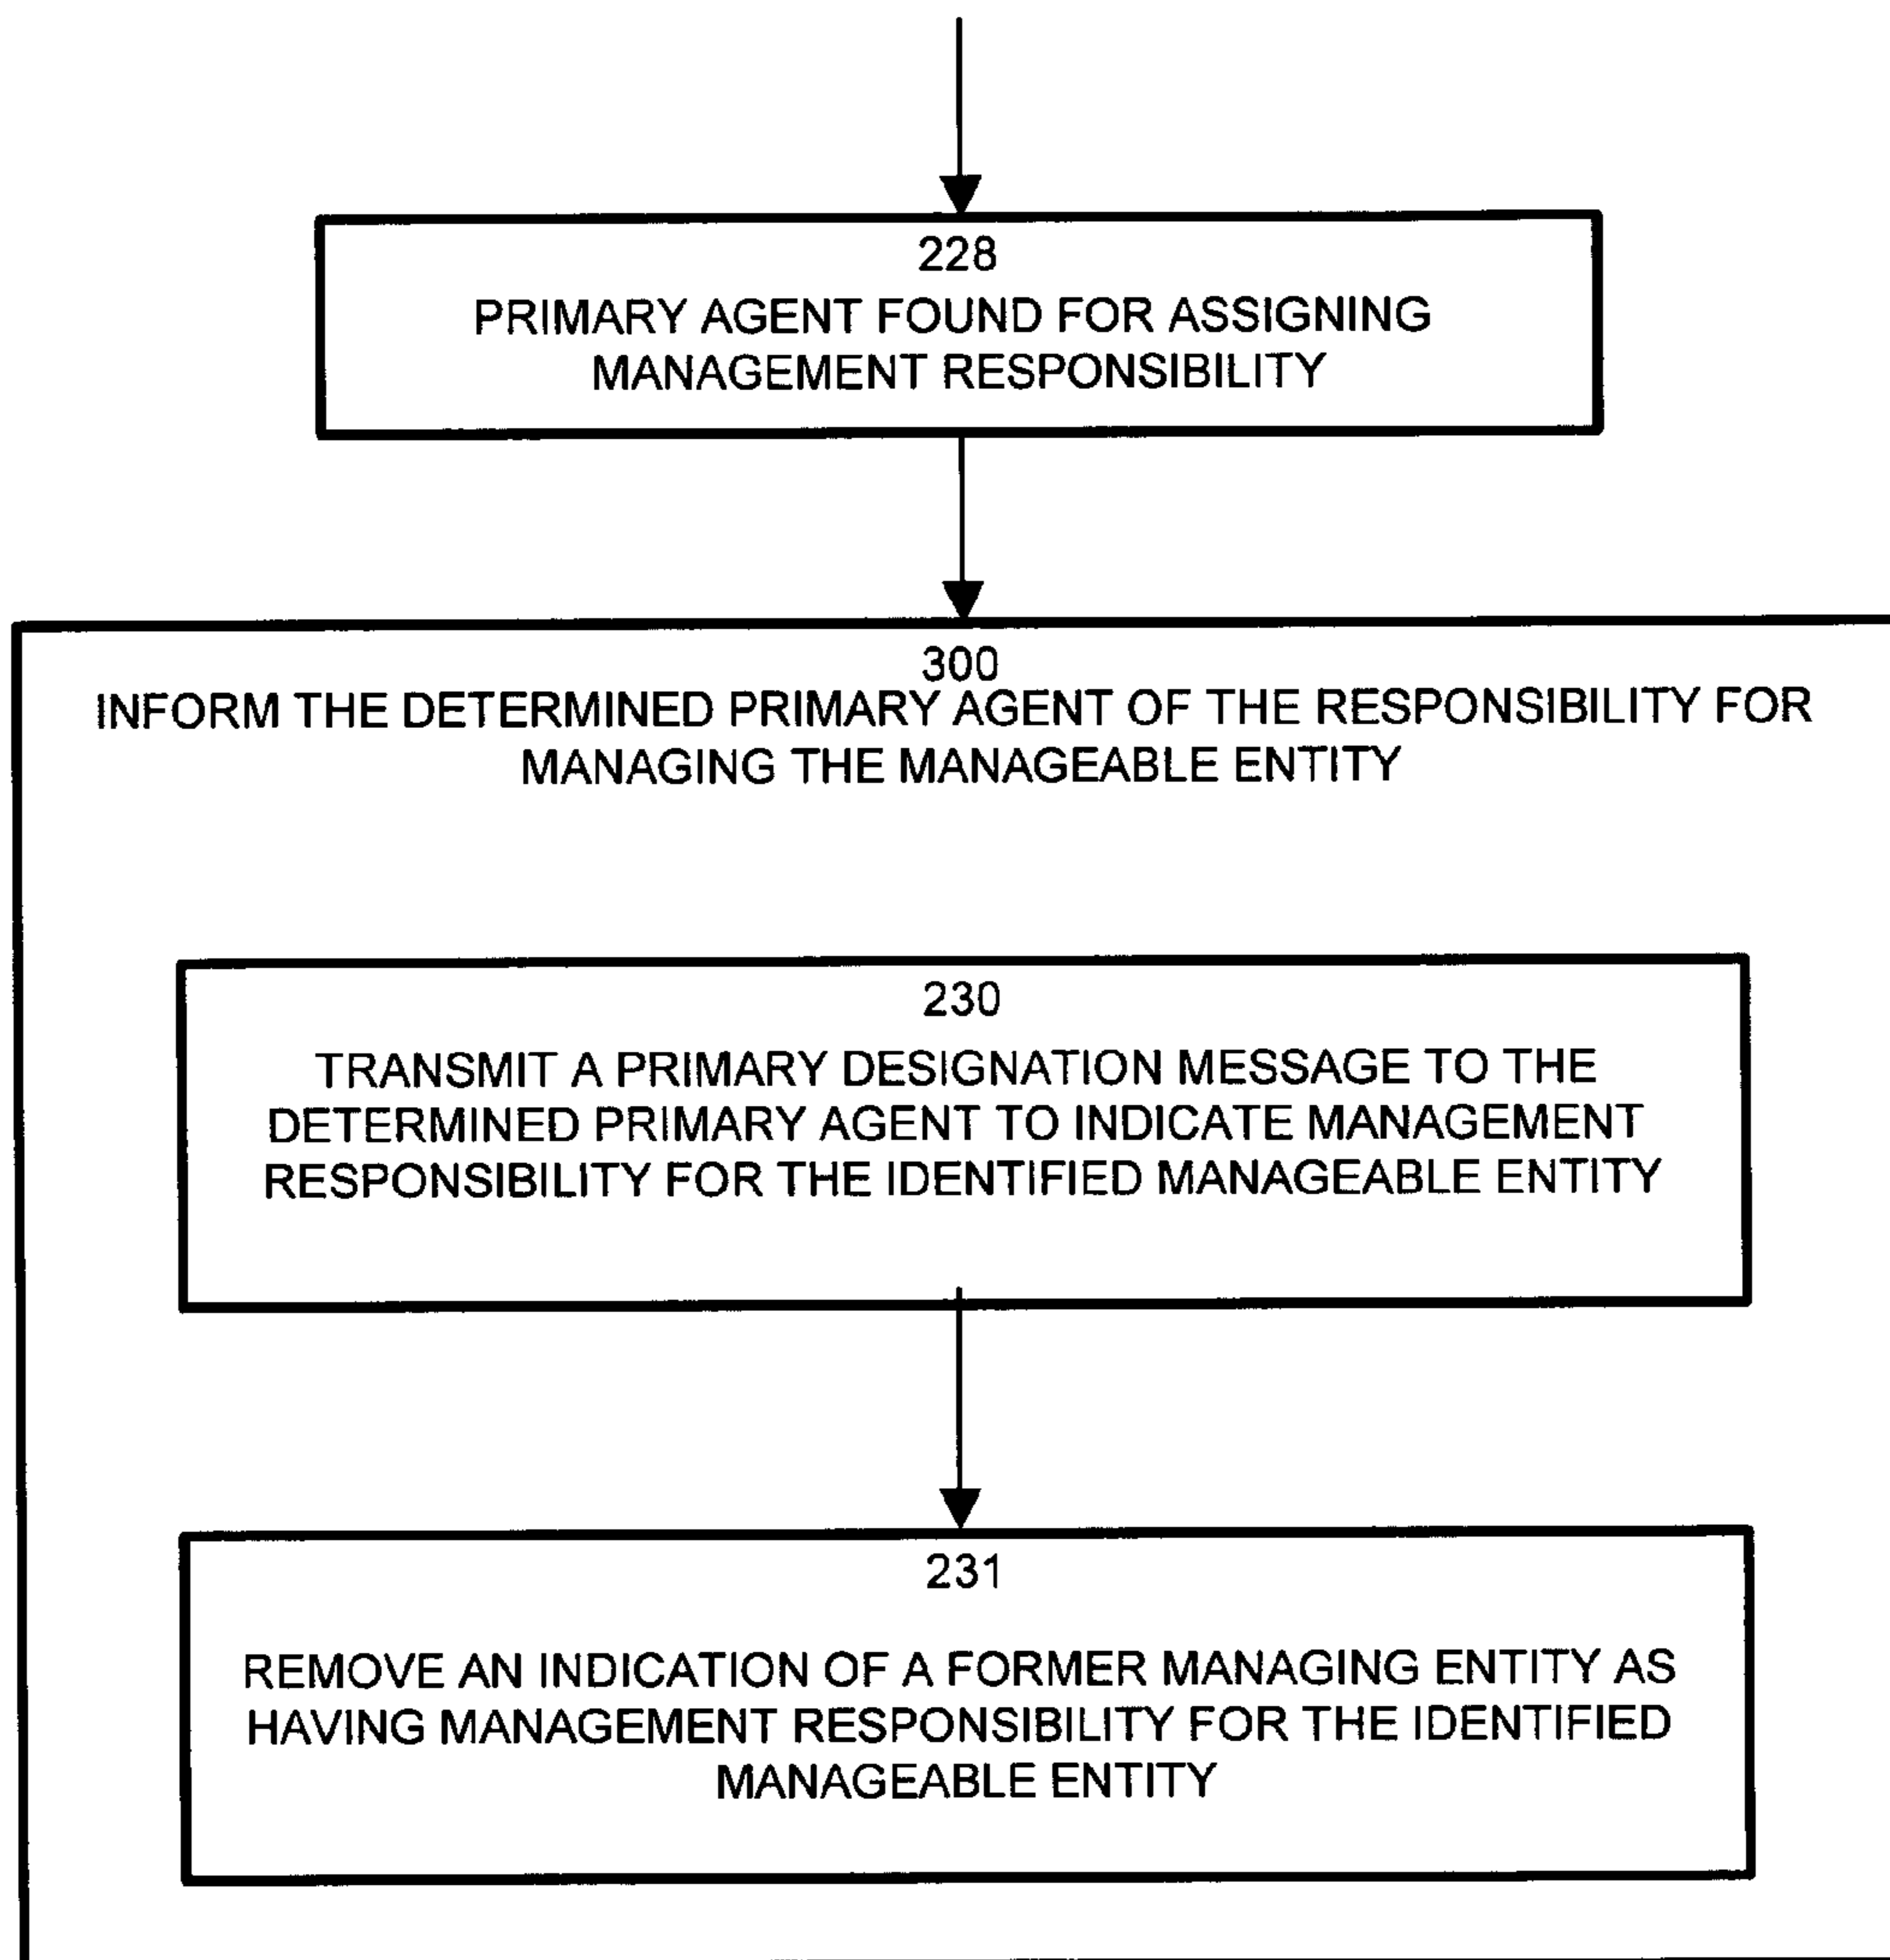 228
PRIMARY AGENT FOUND FOR ASSIGNING
MANAGEMENT RESPONSIBILITY
300
INFORM THE DETERMINED PRIMARY AGENT OF THE RESPONSIBILITY FOR
MANAGING THE MANAGEABLE ENTITY
230
TRANSMIT A PRIMARY DESIGNATION MESSAGE TO THE
DETERMINED PRIMARY AGENT TO INDICATE MANAGEMENT
RESPONSIBILITY FOR THE IDENTIFIED MANAGEABLE ENTITY
231
REMOVE AN INDICATION OF A FORMER MANAGING ENTITY AS
HAVING MANAGEMENT RESPONSIBILITY FOR THE IDENTIFIED
MANAGEABLE ENTITY